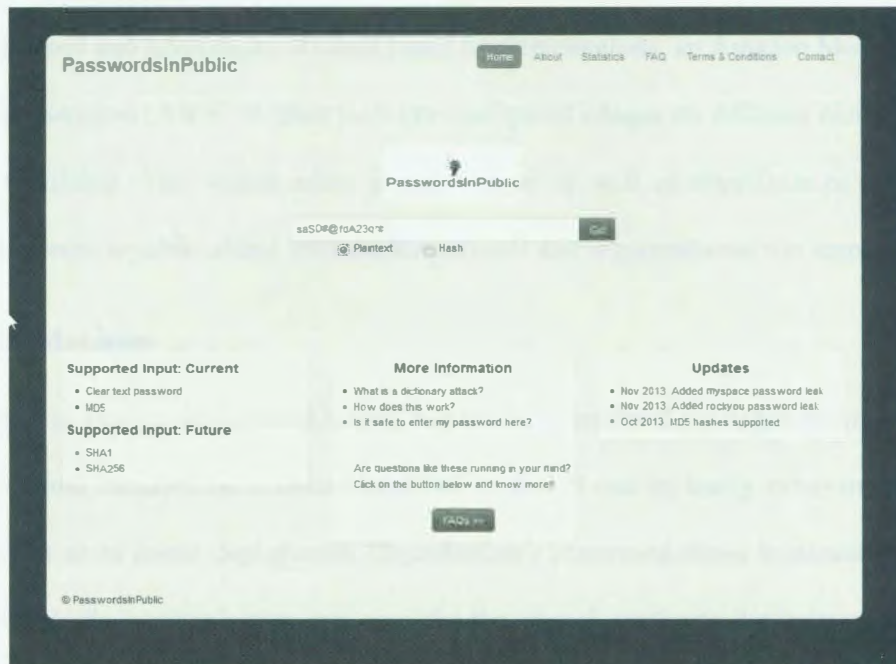 PasswordsInPublic
Home About Statistics FAQ Terms & Conditions Contact
PasswordsInPublic
Go!
Plaintext Hash
Supported Input: Current
• Clear text password
• MD5
Supported Input: Future
• SHA1
• SHA256
More Information
• What is a dictionary attack?
• How does this work?
• Is it safe to enter my password here?
Are questions like these running in your mind?
Click on the button below and know more!!
FAQs >>
Updates
• Nov 2013 Added myspace password leak
• Nov 2013 Added rockyou password leak
• Oct 2013 MD5 hashes supported
© PasswordsInPublic